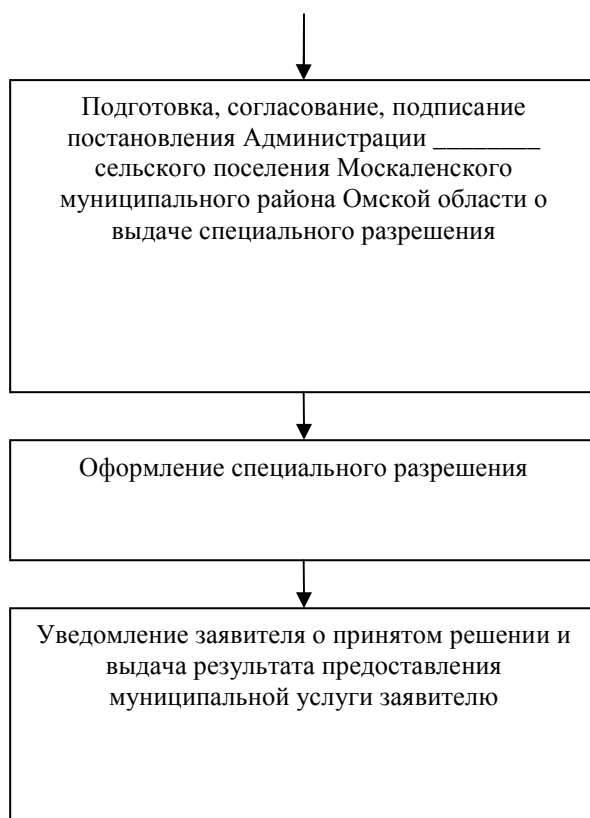 Подготовка, согласование, подписание
постановления Администрации ________
сельского поселения Москаленского
муниципального района Омской области о
выдаче специального разрешения
Оформление специального разрешения
Уведомление заявителя о принятом решении и
выдача результата предоставления
муниципальной услуги заявителю